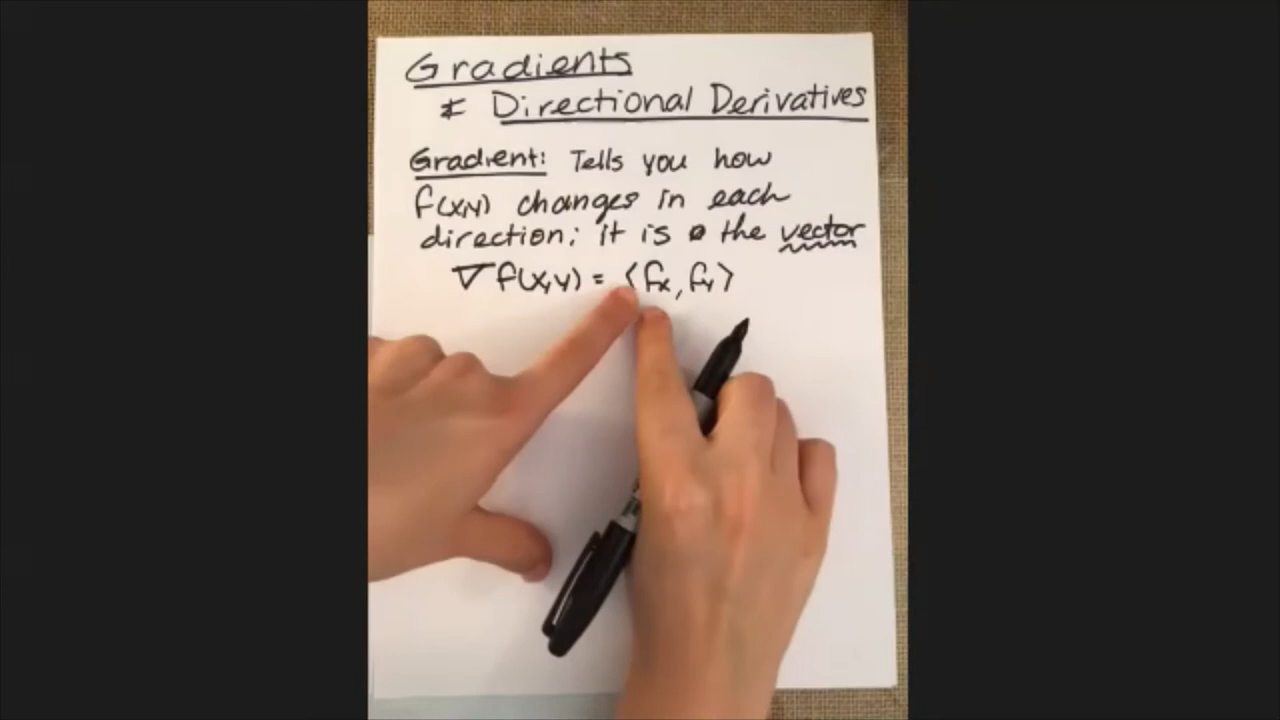 Gradients
& Directional Derivatives
Gradient: Tells you how
f(x,y) changes in each
direction; it is the vector
∇f(x,y) = ⟨fx, fy⟩